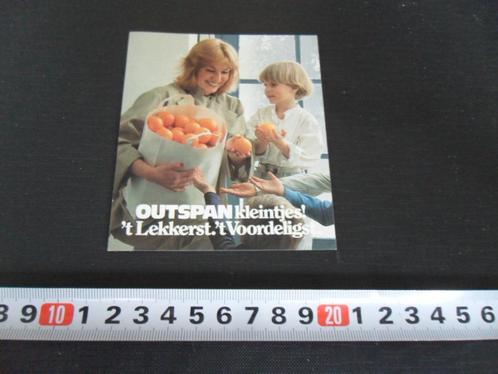 OUTSPAN kleintjes!
't Lekkerst.'t Voordeligst.
8 9 10 1 2 3 4 5 6 7 8 9 20 1 2 3 4 5 6